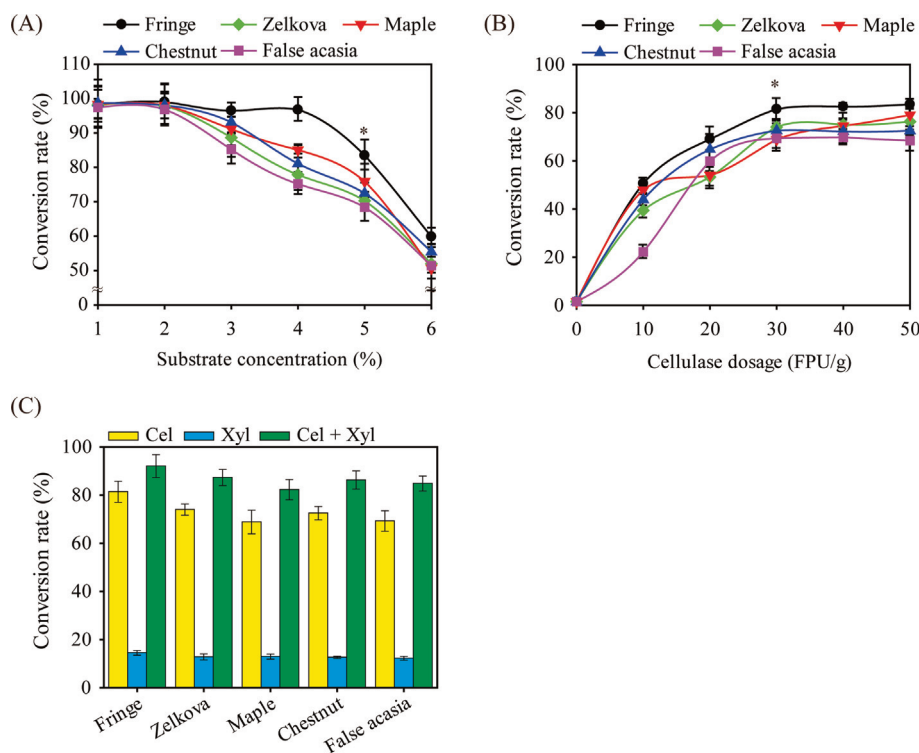 (A)
Fringe Zelkova Maple
Chestnut False acasia
110
100
90
80
70
60
50
0
Conversion rate (%)
*
1 2 3 4 5 6
Substrate concentration (%)
(B)
Fringe Zelkova Maple
Chestnut False acasia
100
80
60
40
20
0
Conversion rate (%)
*
0 10 20 30 40 50
Cellulase dosage (FPU/g)
(C)
Cel Xyl Cel + Xyl
100
80
60
40
20
0
Conversion rate (%)
Fringe Zelkova Maple Chestnut False acasia